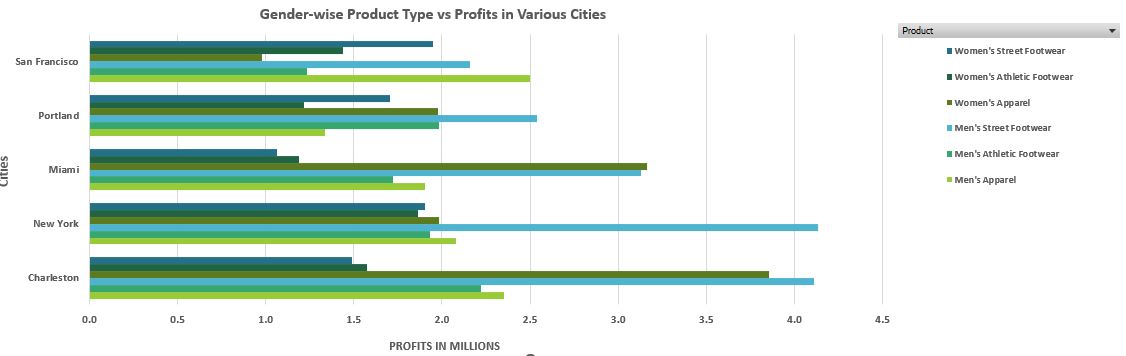 Gender-wise Product Type vs Profits in Various Cities
Product
Women's Street Footwear
Women's Athletic Footwear
Women's Apparel
Men's Street Footwear
Men's Athletic Footwear
Men's Apparel
Cities
San Francisco
Portland
Miami
New York
Charleston
0.0 0.5 1.0 1.5 2.0 2.5 3.0 3.5 4.0 4.5
PROFITS IN MILLIONS